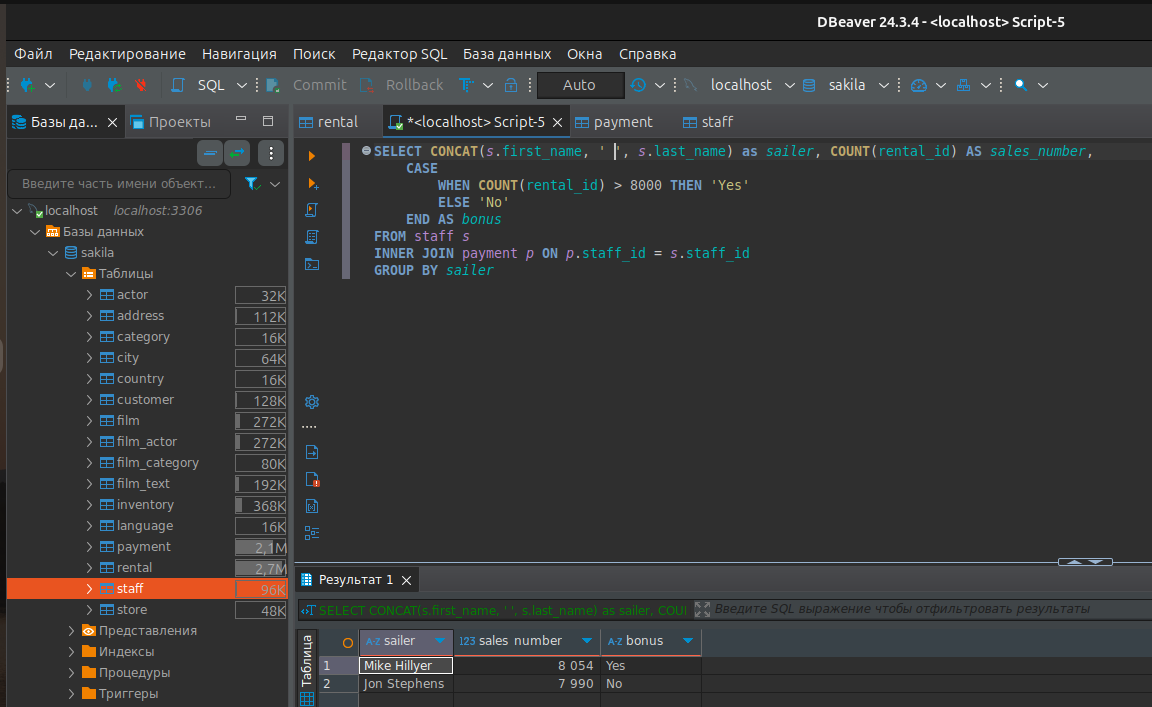 DBeaver 24.3.4 - <localhost> Script-5
Файл Редактирование Навигация Поиск Редактор SQL База данных Окна Справка
SQL Commit Rollback Auto localhost sakila
Базы да... Проекты
rental *<localhost> Script-5 payment staff
Введите часть имени объект...
localhost localhost:3306
Базы данных
sakila
Таблицы
actor 32K
address 112K
category 16K
city 64K
country 16K
customer 128K
film 272K
film_actor 272K
film_category 80K
film_text 192K
inventory 368K
language 16K
payment 2,1M
rental 2,7M
staff 96K
store 48K
Представления
Индексы
Процедуры
Триггеры
SELECT CONCAT(s.first_name, ' ', s.last_name) as sailer, COUNT(rental_id) AS sales_number,
CASE
WHEN COUNT(rental_id) > 8000 THEN 'Yes'
ELSE 'No'
END AS bonus
FROM staff s
INNER JOIN payment p ON p.staff_id = s.staff_id
GROUP BY sailer
Результат 1
SELECT CONCAT(s.first_name, ' ', s.last_name) as sailer, COUI Введите SQL выражение чтобы отфильтровать результаты
Таблица
A-Z sailer 123 sales_number A-Z bonus
1 Mike Hillyer 8 054 Yes
2 Jon Stephens 7 990 No